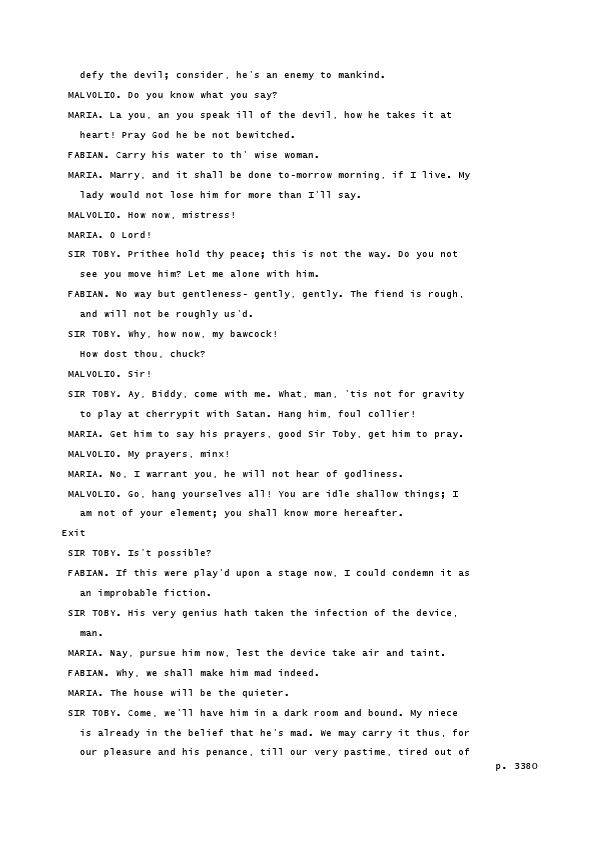 defy the devil; consider, he's an enemy to mankind.
MALVOLIO. Do you know what you say?
MARIA. La you, an you speak ill of the devil, how he takes it at
heart! Pray God he be not bewitched.
FABIAN. Carry his water to th' wise woman.
MARIA. Marry, and it shall be done to-morrow morning, if I live. My
lady would not lose him for more than I'll say.
MALVOLIO. How now, mistress!
MARIA. O Lord!
SIR TOBY. Prithee hold thy peace; this is not the way. Do you not
see you move him? Let me alone with him.
FABIAN. No way but gentleness- gently, gently. The fiend is rough,
and will not be roughly us'd.
SIR TOBY. Why, how now, my bawcock!
How dost thou, chuck?
MALVOLIO. Sir!
SIR TOBY. Ay, Biddy, come with me. What, man, 'tis not for gravity
to play at cherrypit with Satan. Hang him, foul collier!
MARIA. Get him to say his prayers, good Sir Toby, get him to pray.
MALVOLIO. My prayers, minx!
MARIA. No, I warrant you, he will not hear of godliness.
MALVOLIO. Go, hang yourselves all! You are idle shallow things; I
am not of your element; you shall know more hereafter.
Exit
SIR TOBY. Is't possible?
FABIAN. If this were play'd upon a stage now, I could condemn it as
an improbable fiction.
SIR TOBY. His very genius hath taken the infection of the device,
man.
MARIA. Nay, pursue him now, lest the device take air and taint.
FABIAN. Why, we shall make him mad indeed.
MARIA. The house will be the quieter.
SIR TOBY. Come, we'll have him in a dark room and bound. My niece
is already in the belief that he's mad. We may carry it thus, for
our pleasure and his penance, till our very pastime, tired out of
p. 3380